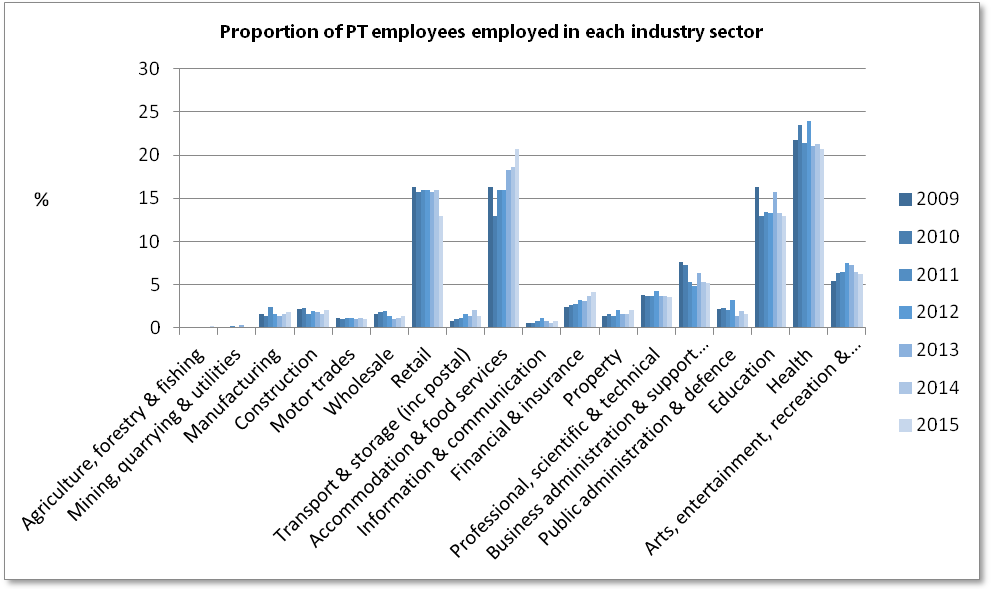 Proportion of PT employees employed in each industry sector
30
25
20
15
10
5
0
%
Agriculture, forestry & fishing
Mining, quarrying & utilities
Manufacturing
Construction
Motor trades
Wholesale
Retail
Transport & storage (inc postal)
Accommodation & food services
Information & communication
Financial & insurance
Property
Professional, scientific & technical
Business administration & support...
Public administration & defence
Education
Health
Arts, entertainment, recreation &...
2009
2010
2011
2012
2013
2014
2015